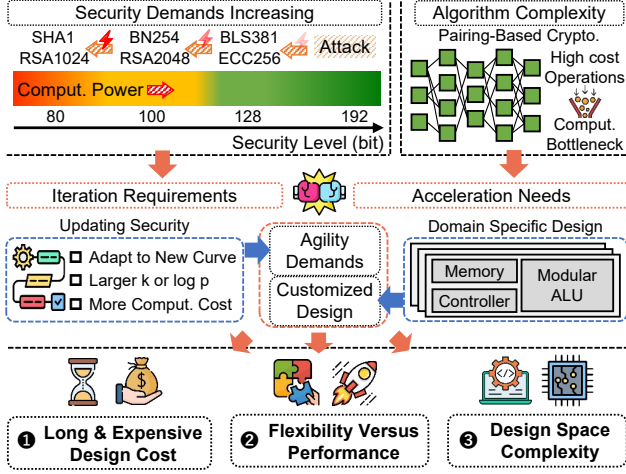 Security Demands Increasing
SHA1 BN254 BLS381
RSA1024 RSA2048 ECC256
Attack
Comput. Power
80 100 128 192
Security Level (bit)
Algorithm Complexity
Pairing-Based Crypto.
High cost
Operations
Comput.
Bottleneck
Iteration Requirements
Acceleration Needs
Updating Security
Adapt to New Curve
Larger k or log p
More Comput. Cost
Agility
Demands
Customized
Design
Domain Specific Design
Memory
Controller
Modular
ALU
❶ Long & Expensive
Design Cost
❷ Flexibility Versus
Performance
❸ Design Space
Complexity